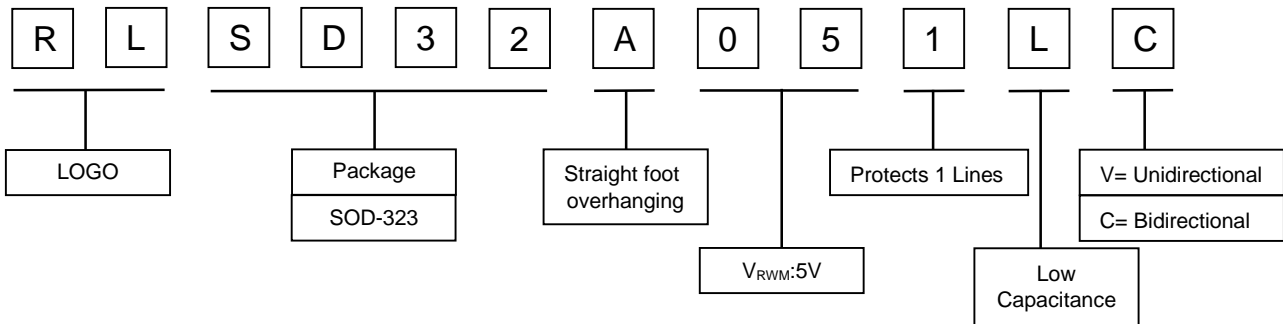 R L S D 3 2 A 0 5 1 L C
LOGO
Package
SOD-323
Straight foot
overhanging
V_RWM:5V
Protects 1 Lines
Low
Capacitance
V= Unidirectional
C= Bidirectional